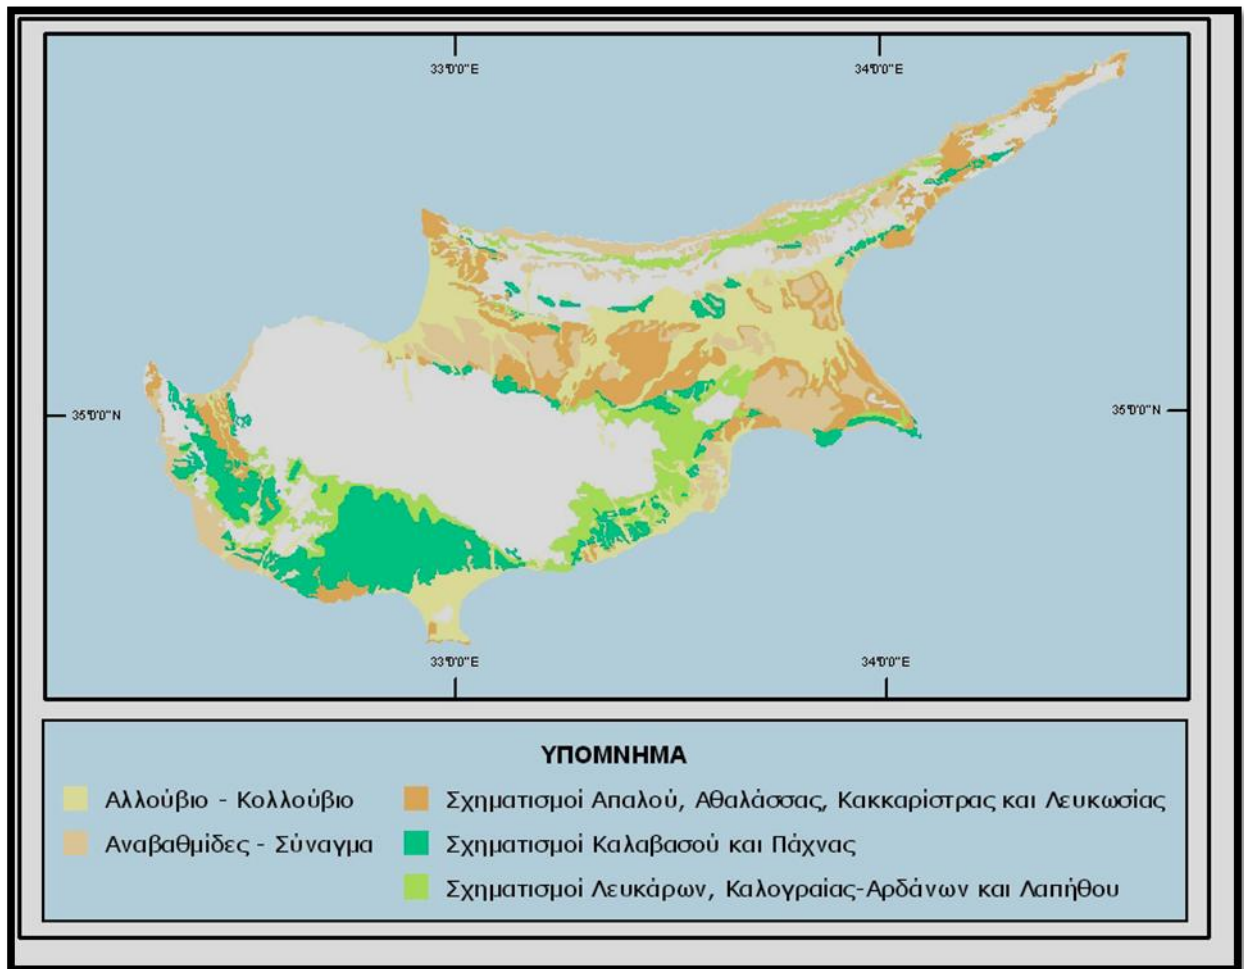 33°0'0"E 34°0'0"E
35°0'0"N 35°0'0"N
33°0'0"E 34°0'0"E
ΥΠΟΜΝΗΜΑ
Αλλούβιο - Κολλούβιο
Αναβαθμίδες - Σύναγμα
Σχηματισμοί Απαλού, Αθαλάσσας, Κακκαρίστρας και Λευκωσίας
Σχηματισμοί Καλαβασού και Πάχνας
Σχηματισμοί Λευκάρων, Καλογραίας-Αρδάνων και Λαπήθου